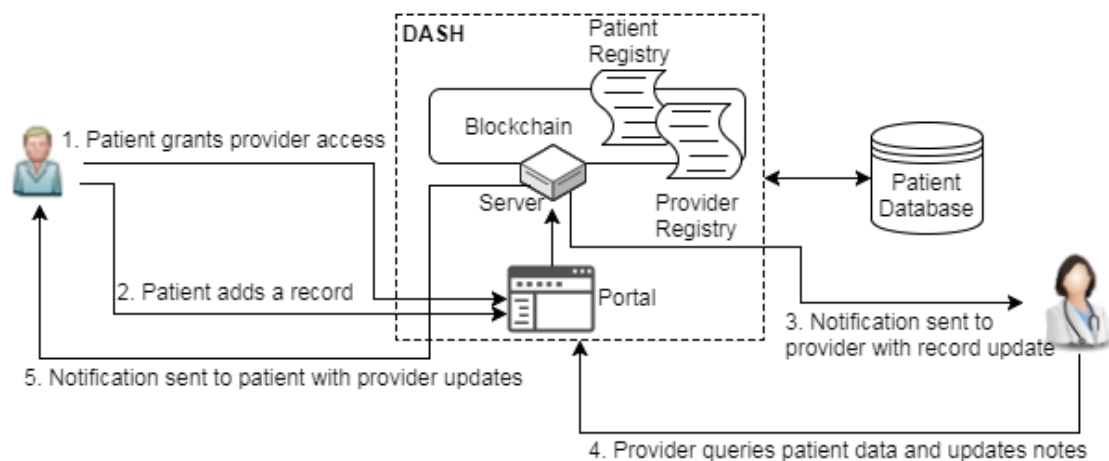 DASH
Patient
Registry
1. Patient grants provider access
Blockchain
Server
Provider
Registry
Patient
Database
2. Patient adds a record
Portal
3. Notification sent to
provider with record update
5. Notification sent to patient with provider updates
4. Provider queries patient data and updates notes